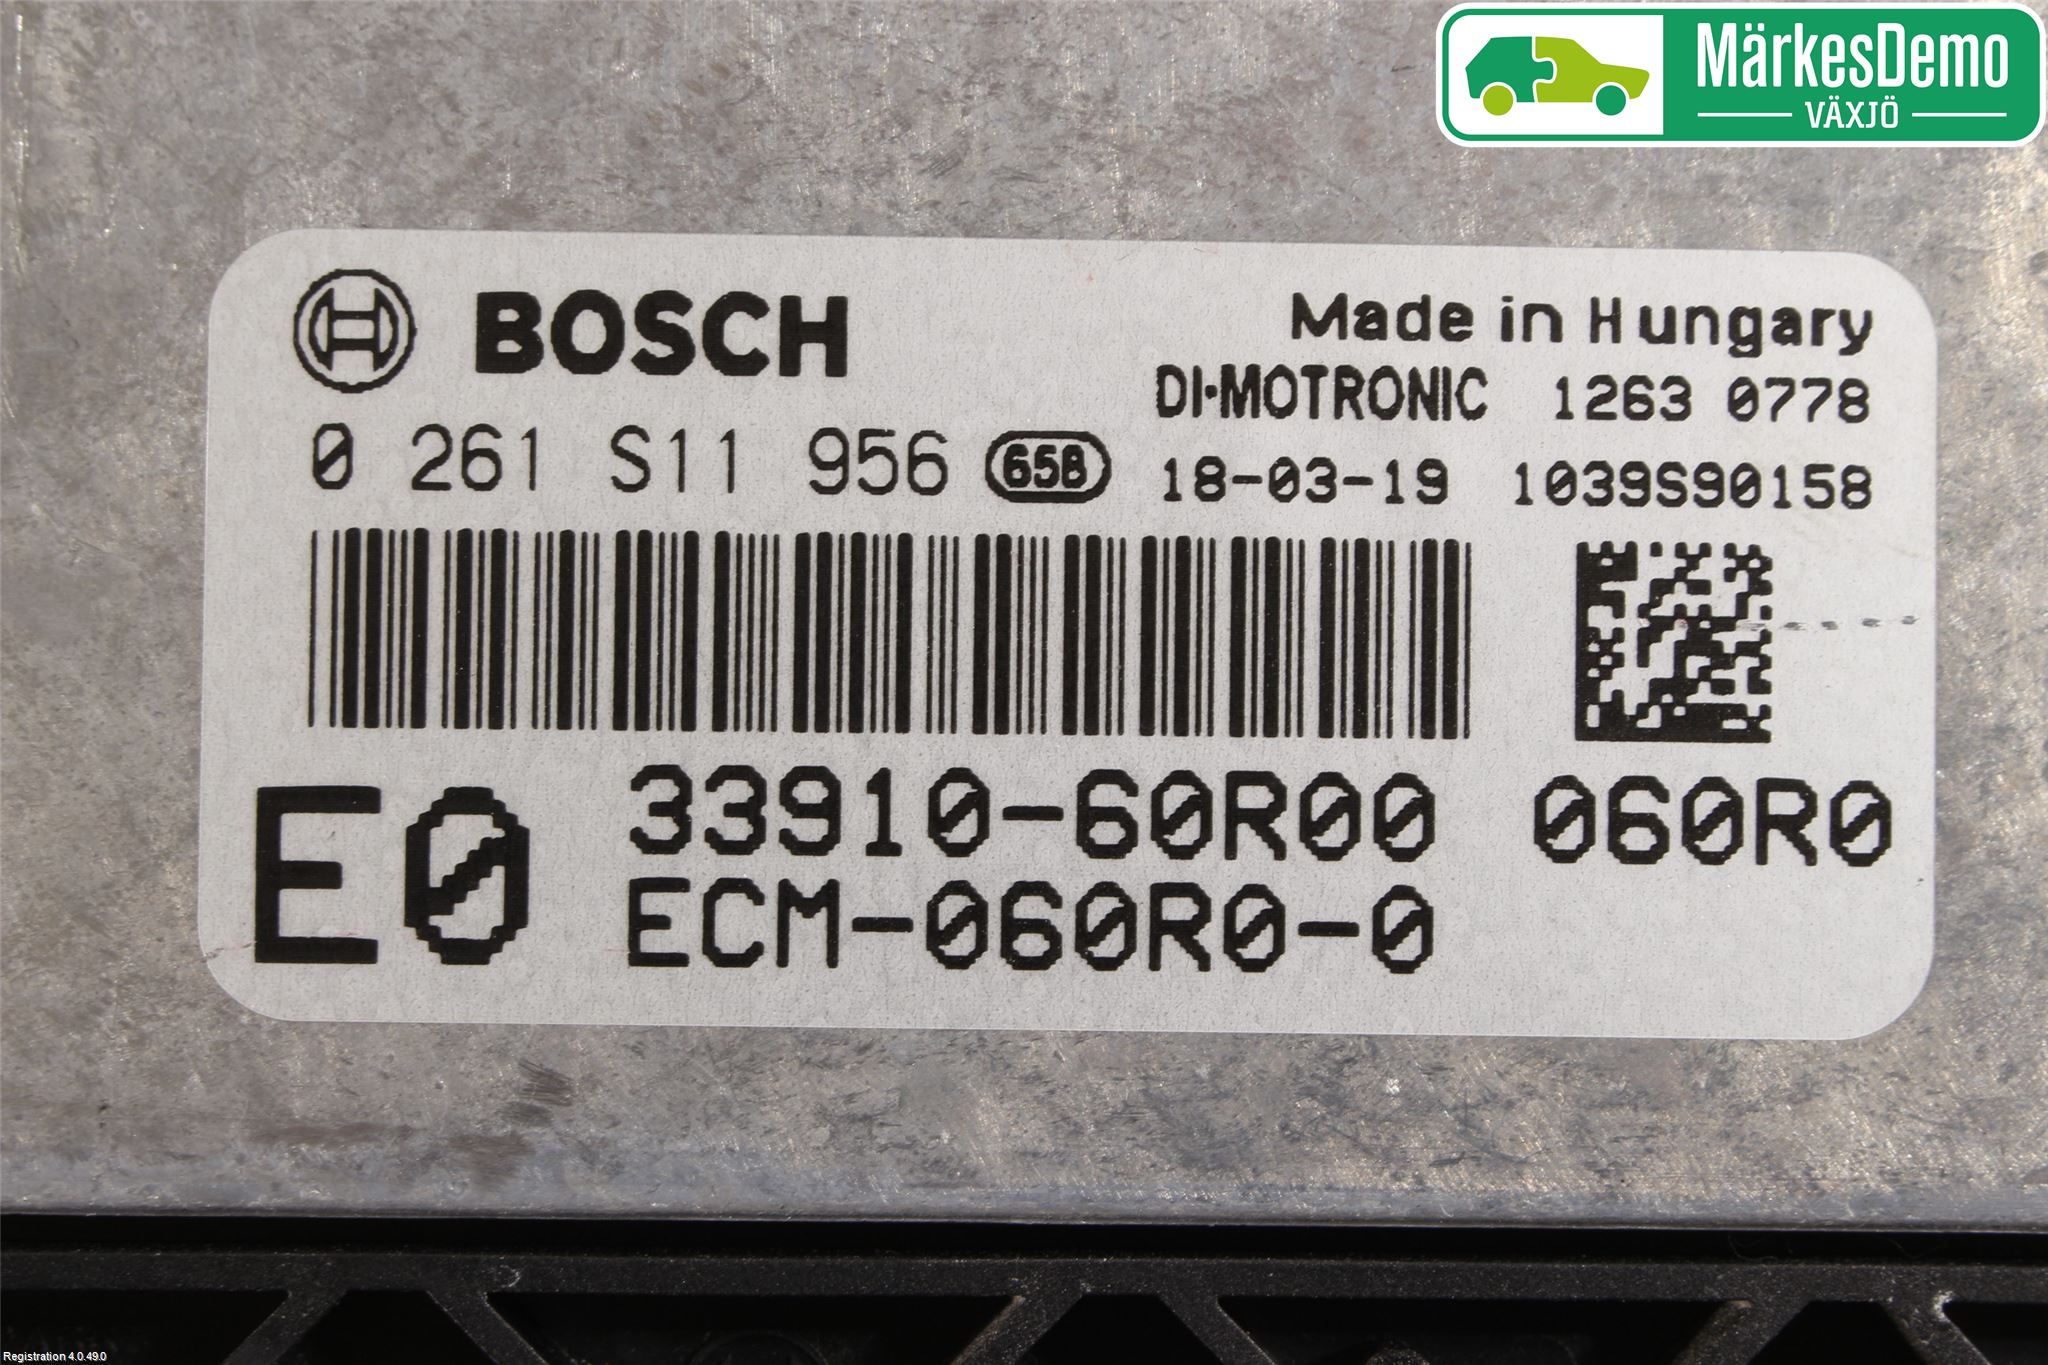 MärkesDemo
VÄXJÖ
BOSCH
Made in Hungary
DI·MOTRONIC 1263 0778
0 261 S11 956 65B 18-03-19 1039S90158
E0 33910-60R00 060R0
ECM-060R0-0
Registration 4.0.49.0